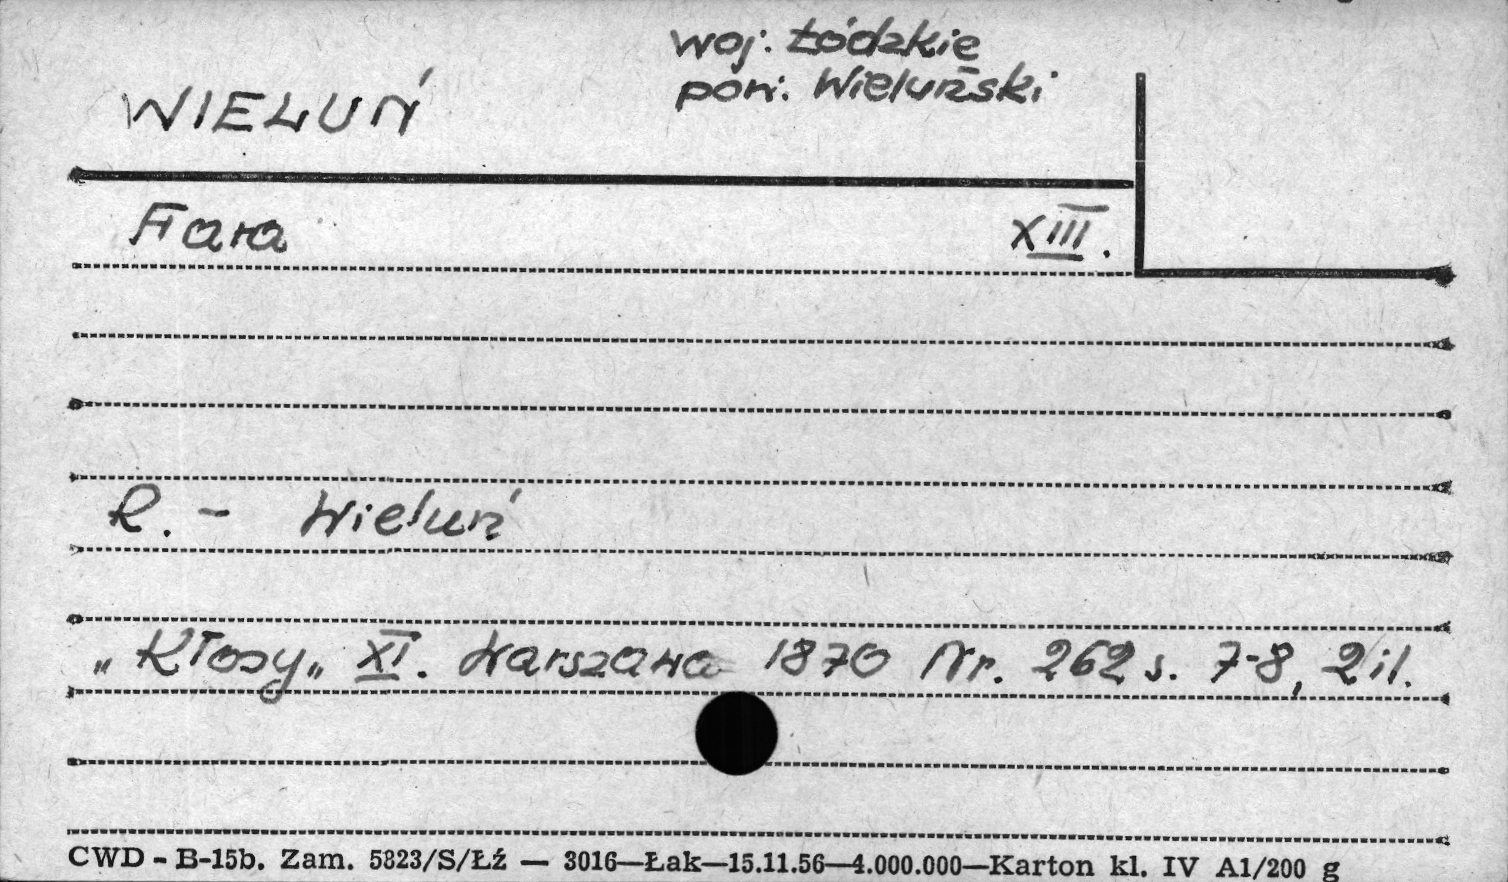 woj. Łódzkie
pow. Wieluński
WIELUŃ
Fara XIII.
R. - Wieluń
„Kłosy„ XI. Warszawa 1870 Nr. 262 s. 7-8, 2 il.
CWD - B-15b. Zam. 5823/S/Łź — 3016—Łak—15.11.56—4.000.000—Karton kl. IV A1/200 g